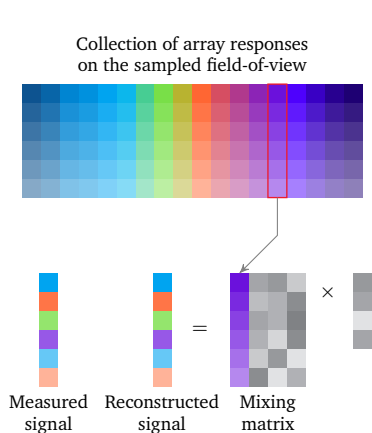 Collection of array responses
on the sampled field-of-view
×
=
Measured
signal
Reconstructed
signal
Mixing
matrix